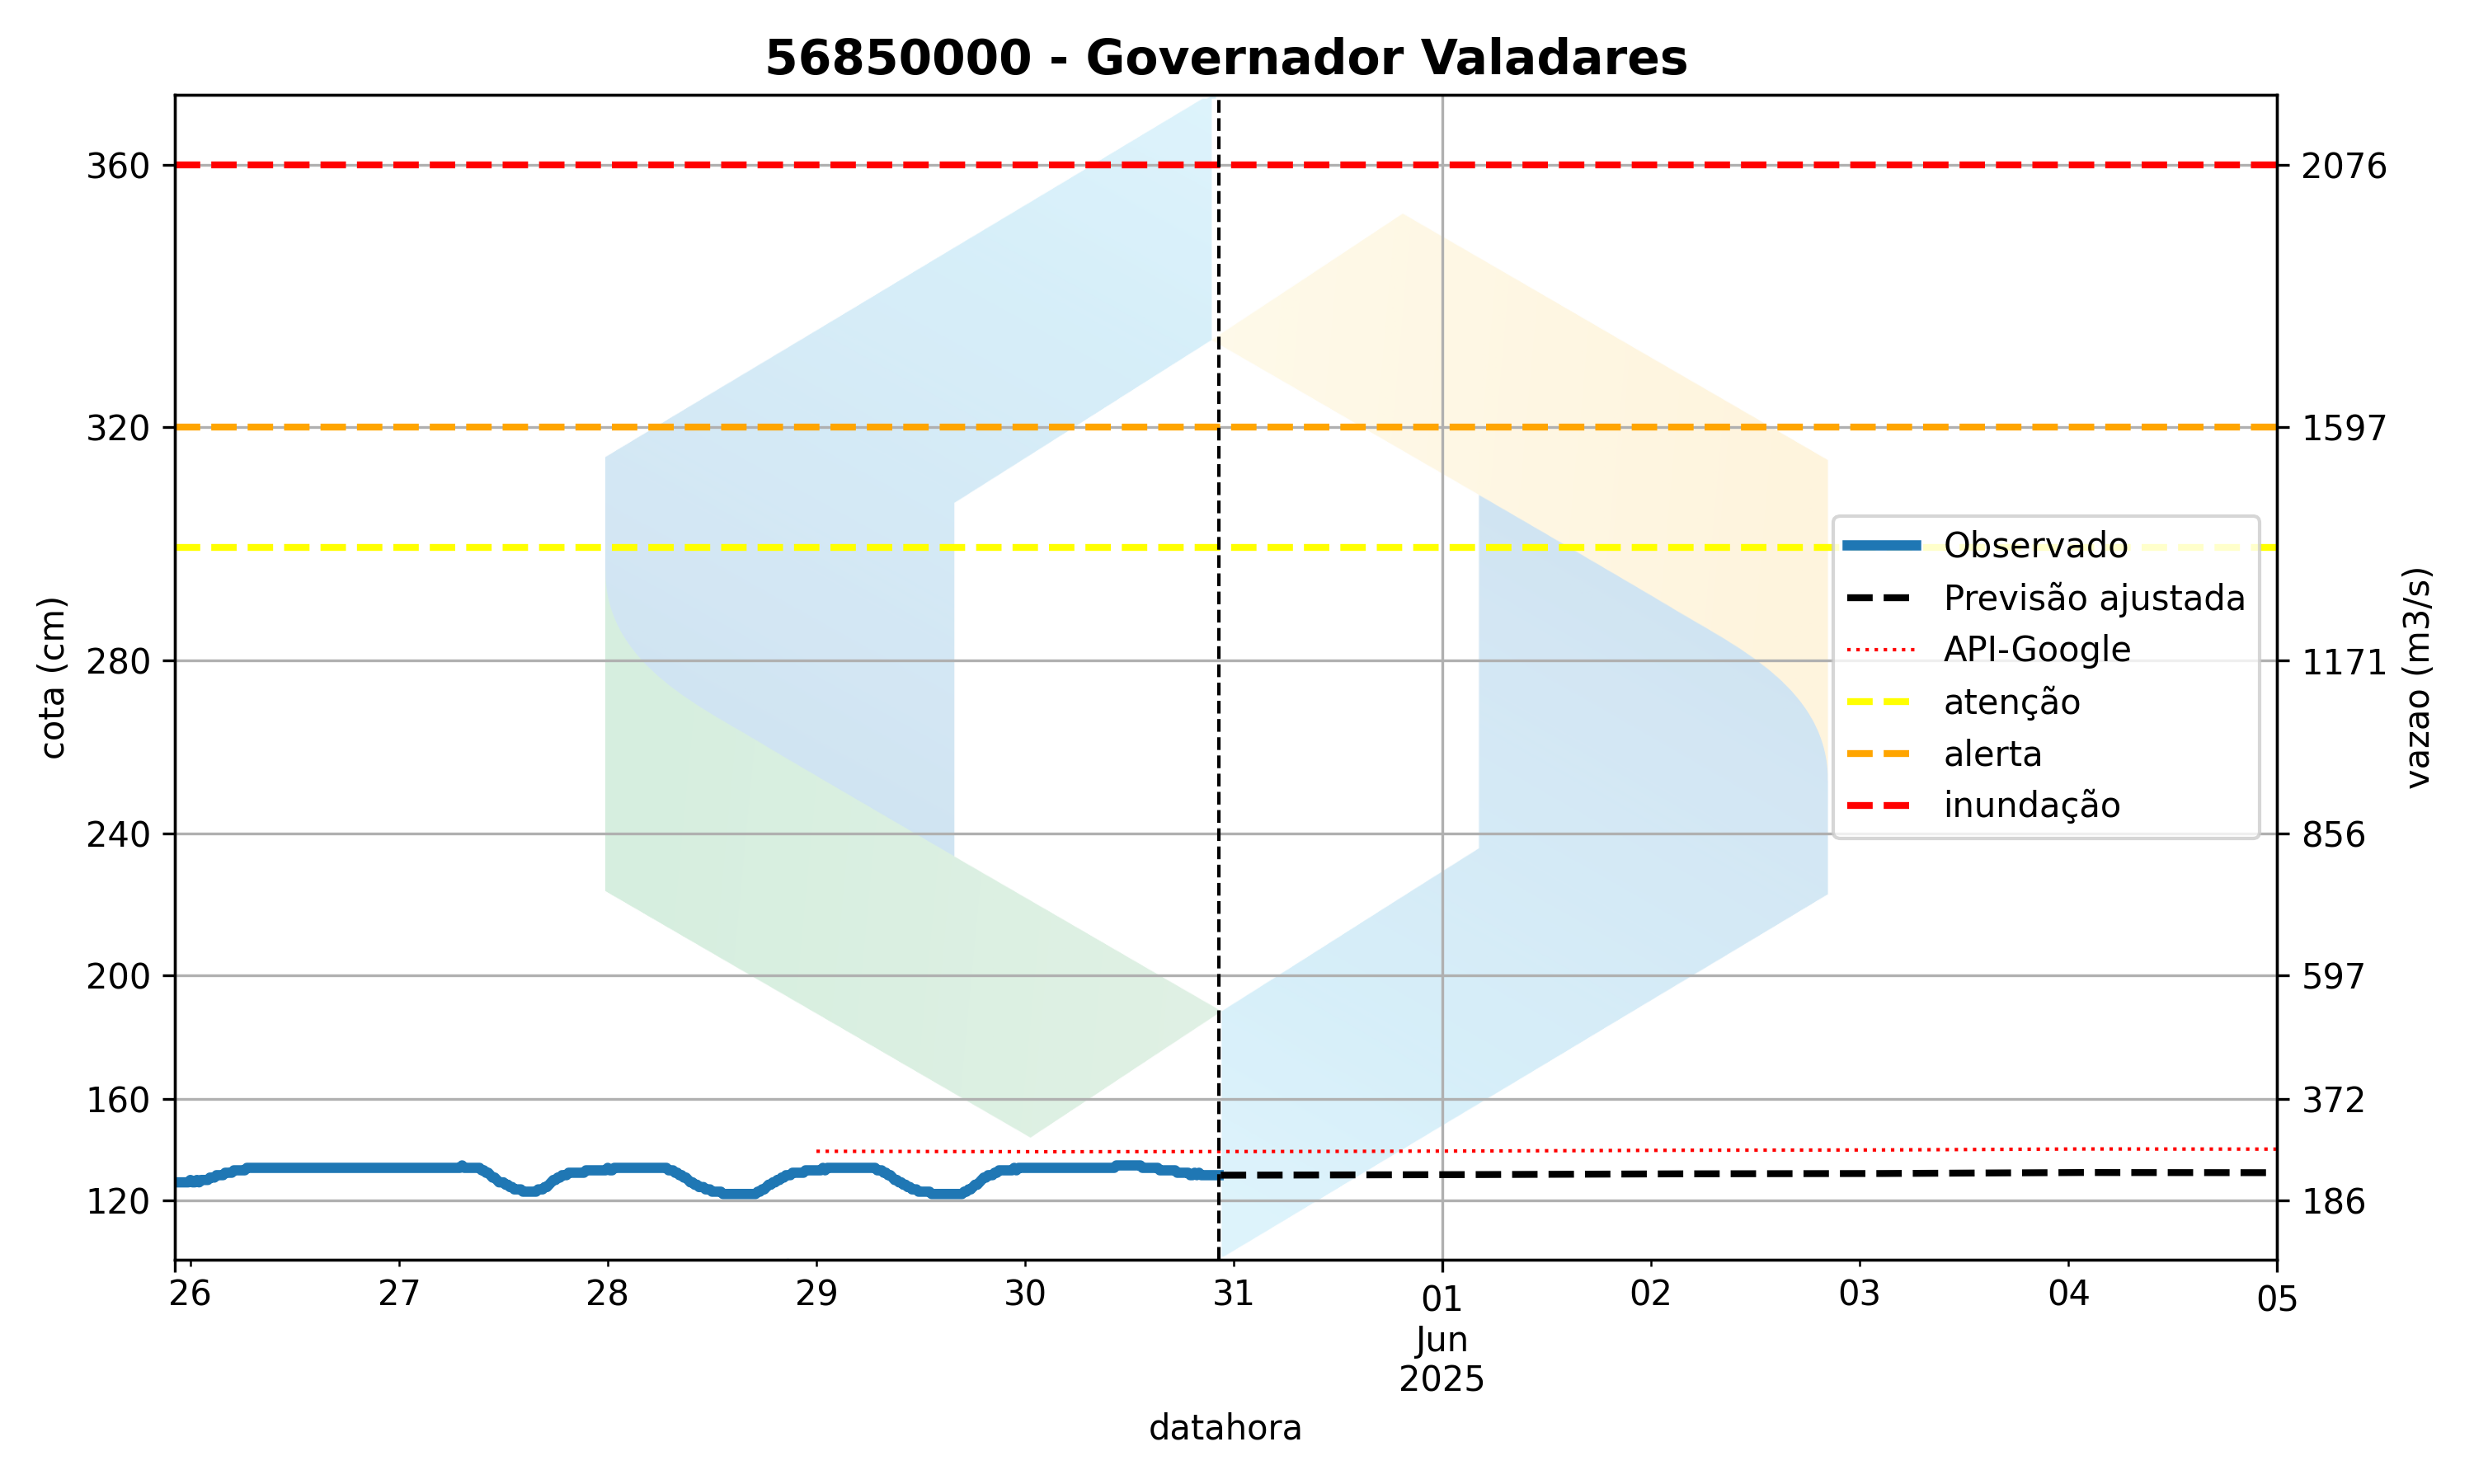 56850000 - Governador Valadares
360
320
280
240
200
160
120
cota (cm)
2076
1597
1171
856
597
372
186
vazao (m3/s)
Observado
Previsão ajustada
API-Google
atenção
alerta
inundação
26 27 28 29 30 31 01 02 03 04 05
Jun
2025
datahora